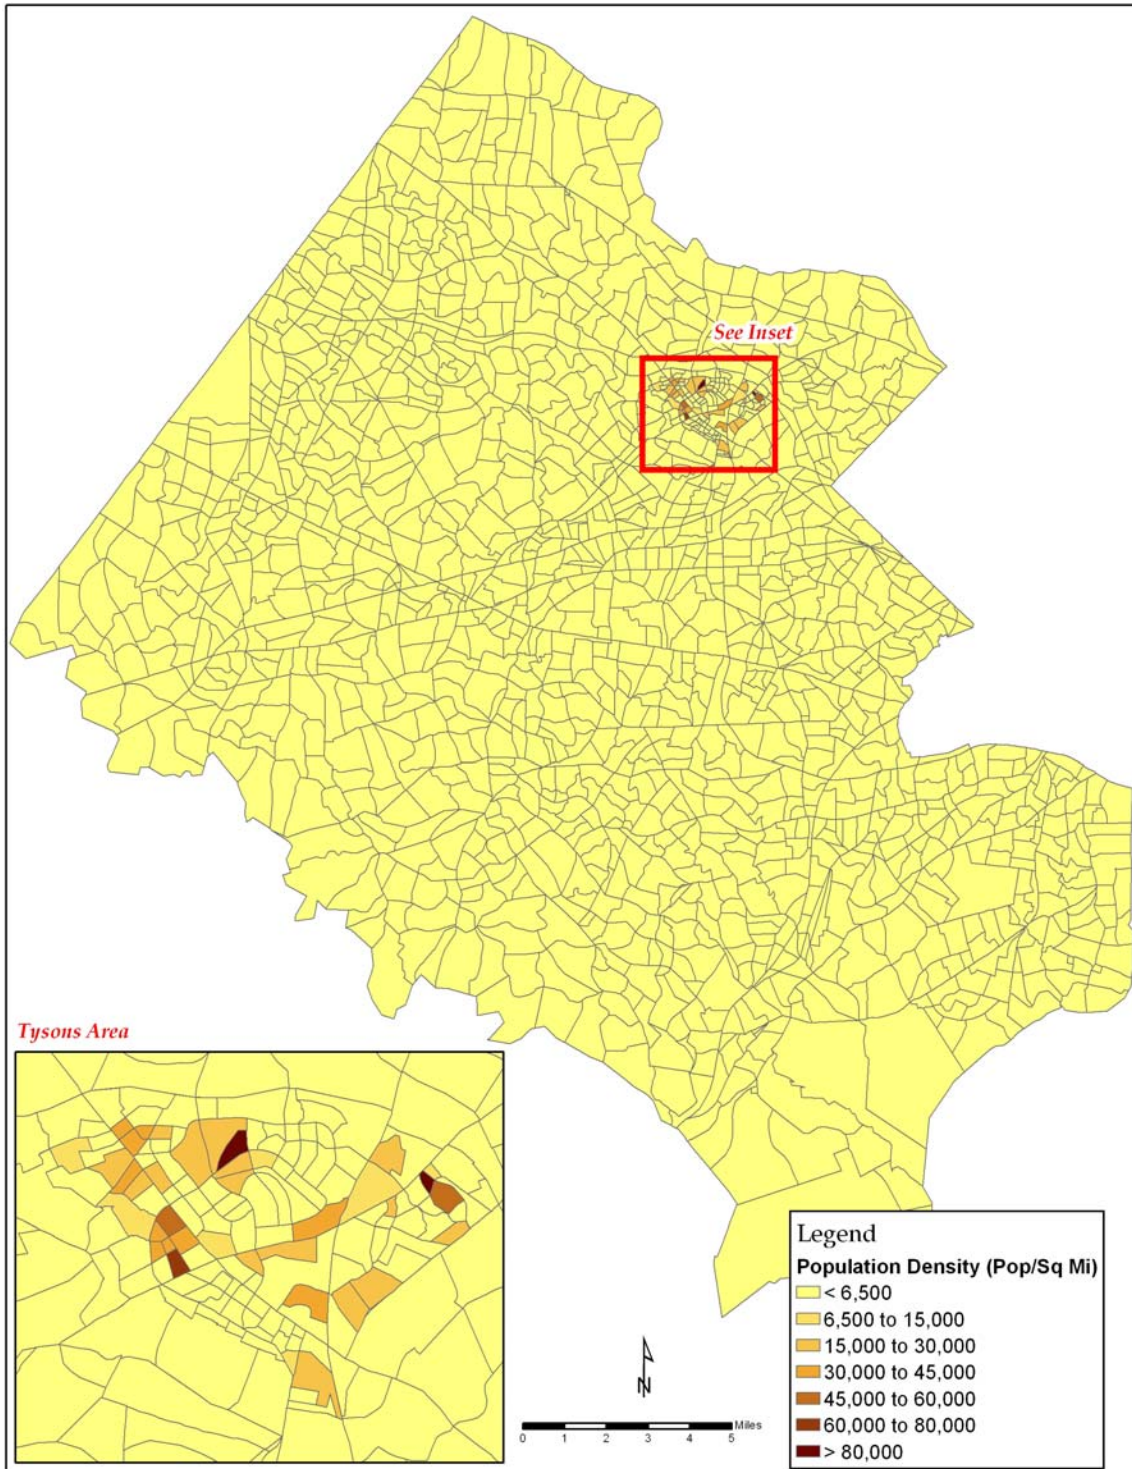 See Inset
Tysons Area
Legend
Population Density (Pop/Sq Mi)
< 6,500
6,500 to 15,000
15,000 to 30,000
30,000 to 45,000
45,000 to 60,000
60,000 to 80,000
> 80,000
N
Miles
0 1 2 3 4 5